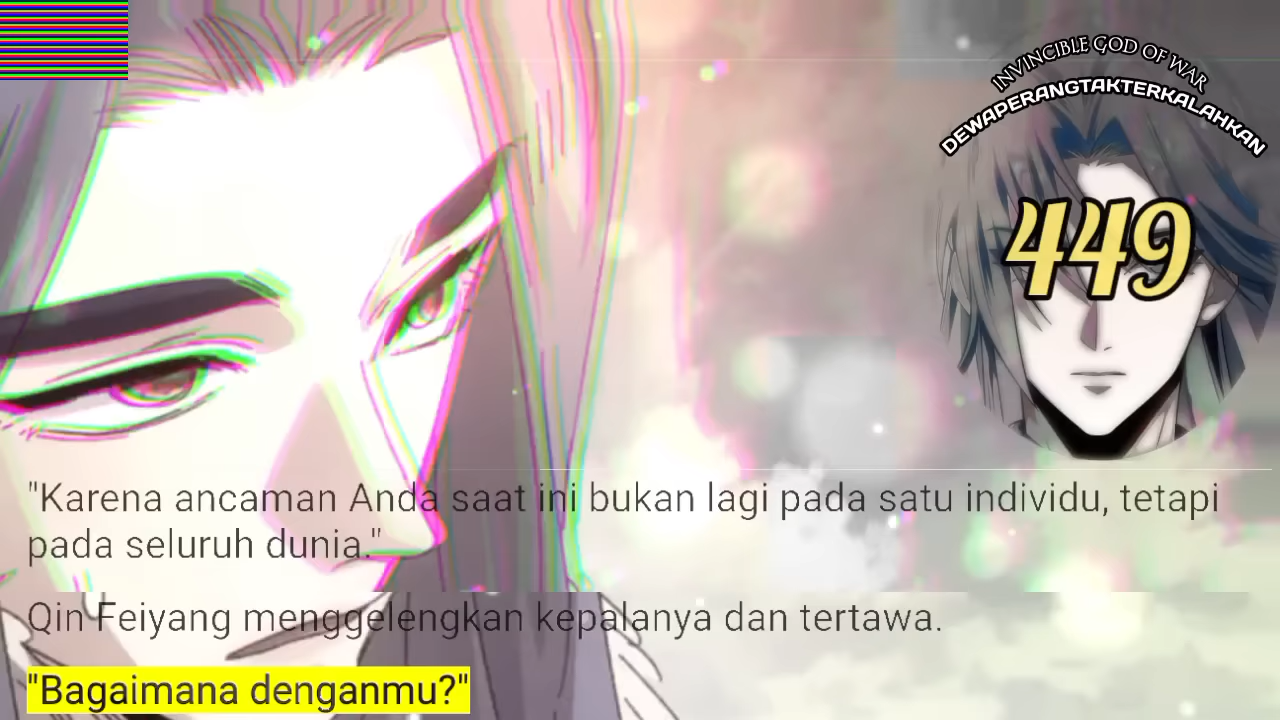 INVINCIBLE GOD OF WAR
DEWAPERANGTAKTERKALAHKAN
449
"Karena ancaman Anda saat ini bukan lagi pada satu individu, tetapi
pada seluruh dunia."
Qin Feiyang menggelengkan kepalanya dan tertawa.
"Bagaimana denganmu?"